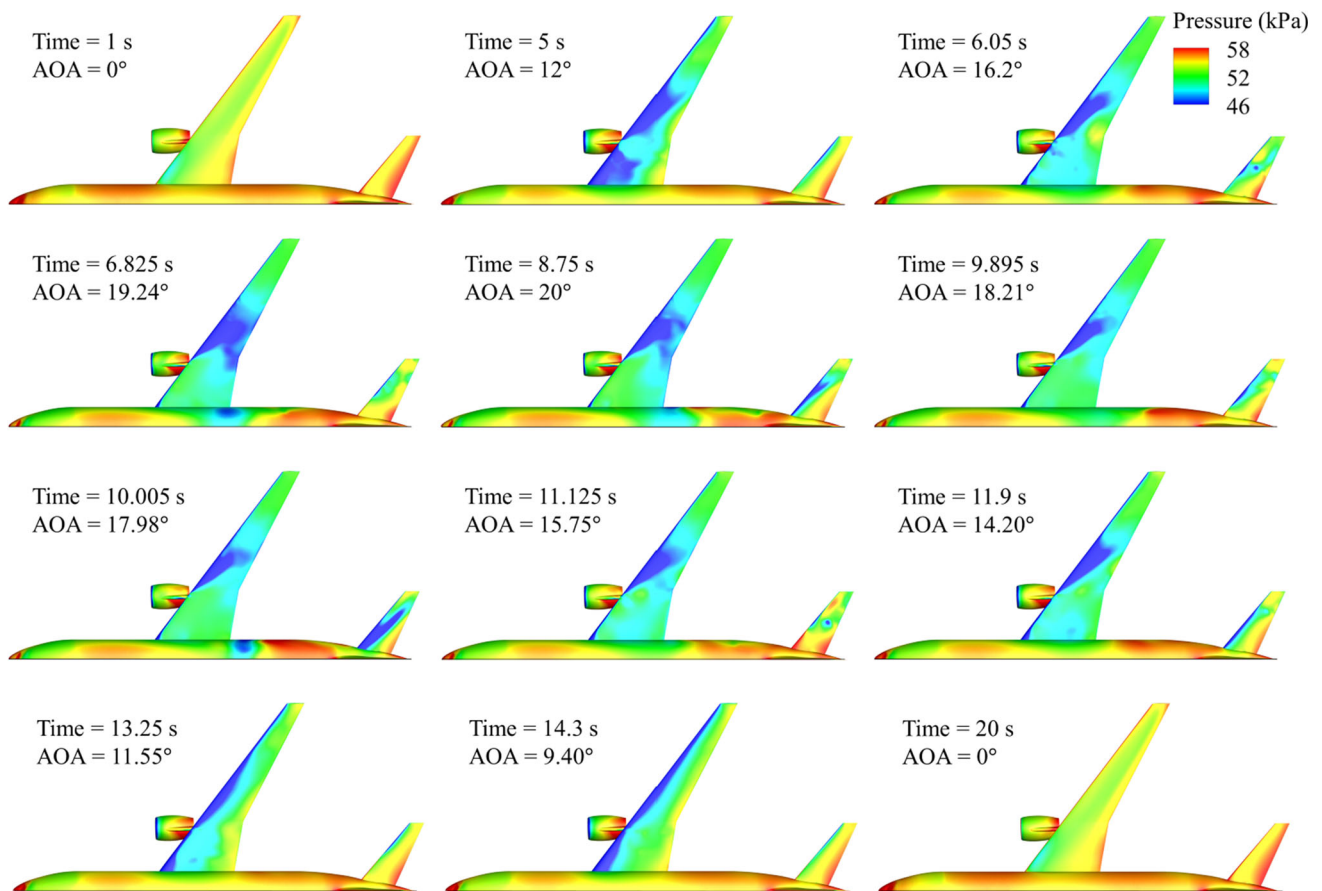 Time = 1 s
AOA = 0°
Time = 5 s
AOA = 12°
Time = 6.05 s
AOA = 16.2°
Pressure (kPa)
58
52
46
Time = 6.825 s
AOA = 19.24°
Time = 8.75 s
AOA = 20°
Time = 9.895 s
AOA = 18.21°
Time = 10.005 s
AOA = 17.98°
Time = 11.125 s
AOA = 15.75°
Time = 11.9 s
AOA = 14.20°
Time = 13.25 s
AOA = 11.55°
Time = 14.3 s
AOA = 9.40°
Time = 20 s
AOA = 0°